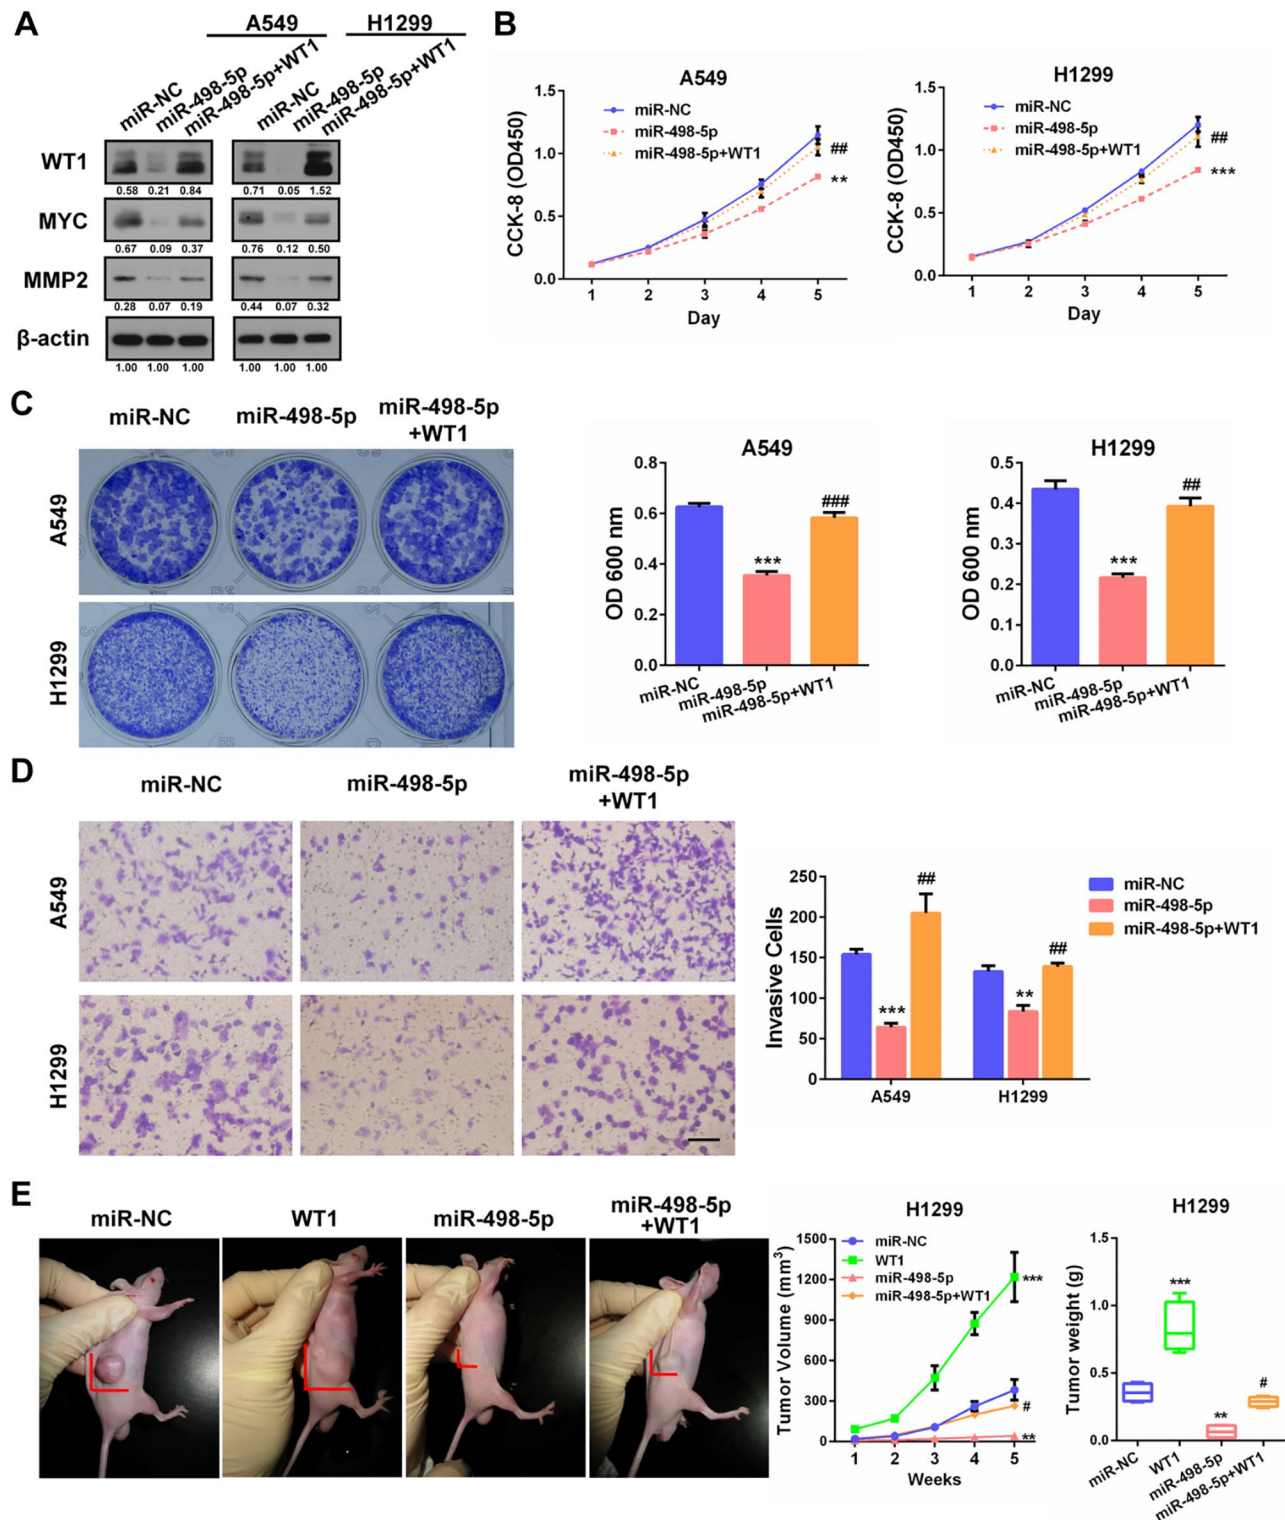 A
A549
H1299
miR-NC
miR-498-5p
miR-498-5p+WT1
miR-NC
miR-498-5p
miR-498-5p+WT1
WT1
0.58 0.21 0.84
0.71 0.05 1.52
MYC
0.67 0.09 0.37
0.76 0.12 0.50
MMP2
0.28 0.07 0.19
0.44 0.07 0.32
β-actin
1.00 1.00 1.00
1.00 1.00 1.00
B
A549
CCK-8 (OD450)
1.5
1.0
0.5
0.0
miR-NC
miR-498-5p
miR-498-5p+WT1
##
**
1 2 3 4 5
Day
H1299
CCK-8 (OD450)
1.5
1.0
0.5
0.0
miR-NC
miR-498-5p
miR-498-5p+WT1
##
***
1 2 3 4 5
Day
C
miR-NC
miR-498-5p
miR-498-5p
+WT1
A549
H1299
A549
OD 600 nm
0.8
0.6
0.4
0.2
0.0
***
###
miR-NC
miR-498-5p
miR-498-5p+WT1
H1299
OD 600 nm
0.5
0.4
0.3
0.2
0.1
0.0
***
##
miR-NC
miR-498-5p
miR-498-5p+WT1
D
miR-NC
miR-498-5p
miR-498-5p
+WT1
A549
H1299
Invasive Cells
250
200
150
100
50
0
***
##
**
##
A549
H1299
miR-NC
miR-498-5p
miR-498-5p+WT1
E
miR-NC
WT1
miR-498-5p
miR-498-5p
+WT1
H1299
Tumor Volume (mm³)
1500
1200
900
600
300
0
miR-NC
WT1
miR-498-5p
miR-498-5p+WT1
***
#
**
1 2 3 4 5
Weeks
H1299
Tumor weight (g)
1.5
1.0
0.5
0.0
***
**
#
miR-NC
WT1
miR-498-5p
miR-498-5p+WT1